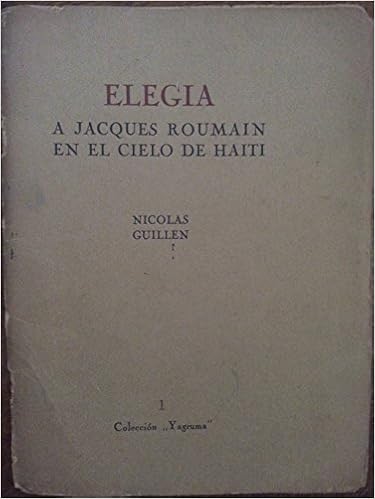 ELEGIA
A JACQUES ROUMAIN
EN EL CIELO DE HAITI
NICOLAS
GUILLEN
1
Colección „Yagruma"